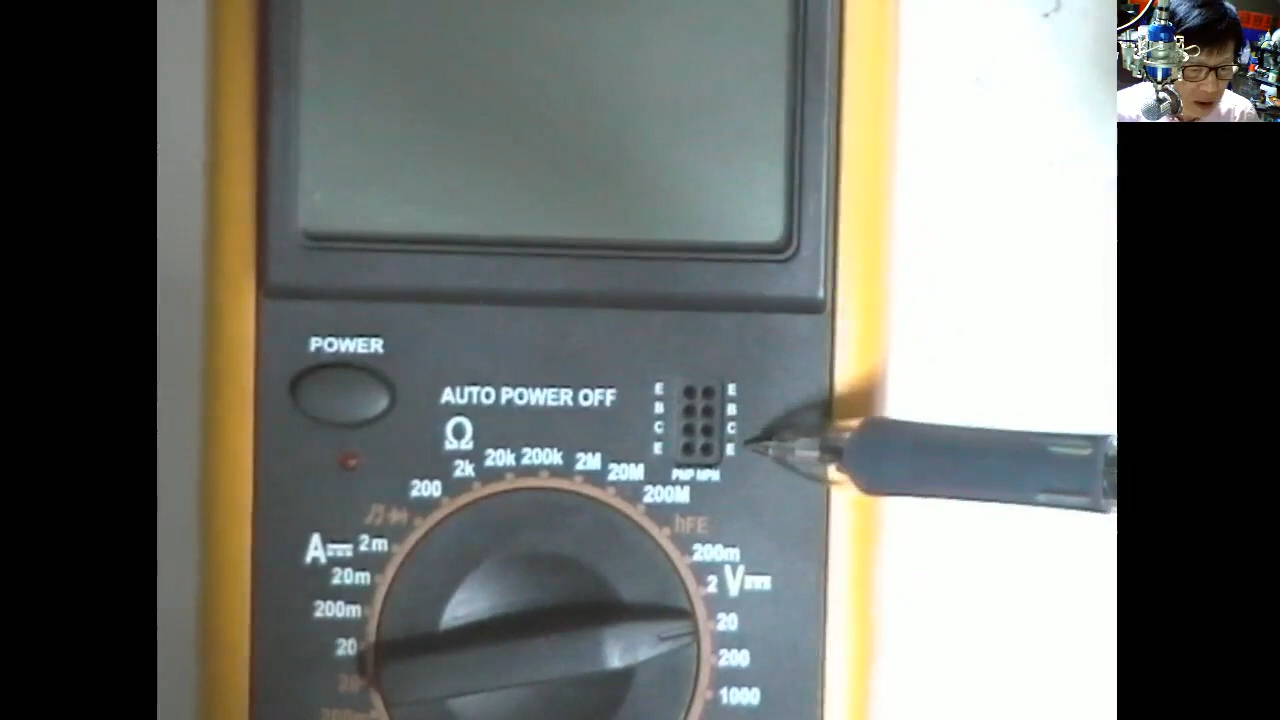 POWER
AUTO POWER OFF
E E
B B
C C
E E
PNP NPN
Ω
200 2k 20k 200k 2M 20M 200M
hFE
A 2m
20m
200m
20
20
200m
V
2
20
200
1000